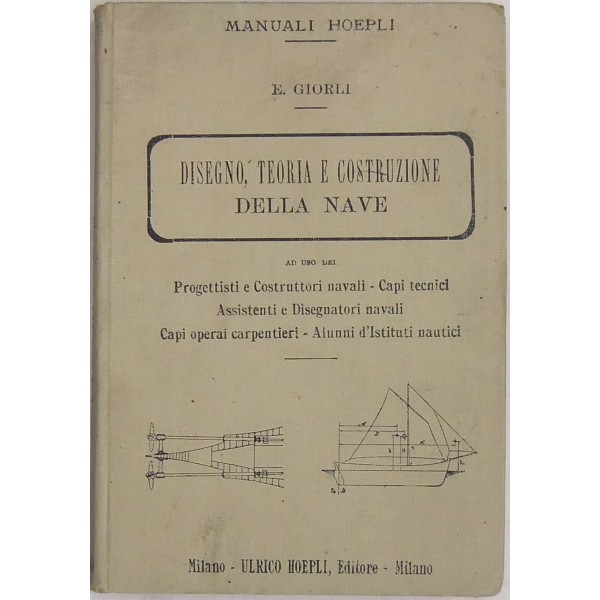 MANUALI HOEPLI
E. GIORLI
DISEGNO, TEORIA E COSTRUZIONE
DELLA NAVE
AD USO DEI
Progettisti e Costruttori navali - Capi tecnici
Assistenti e Disegnatori navali
Capi operai carpentieri - Alunni d'Istituti nautici
Milano - ULRICO HOEPLI, Editore - Milano